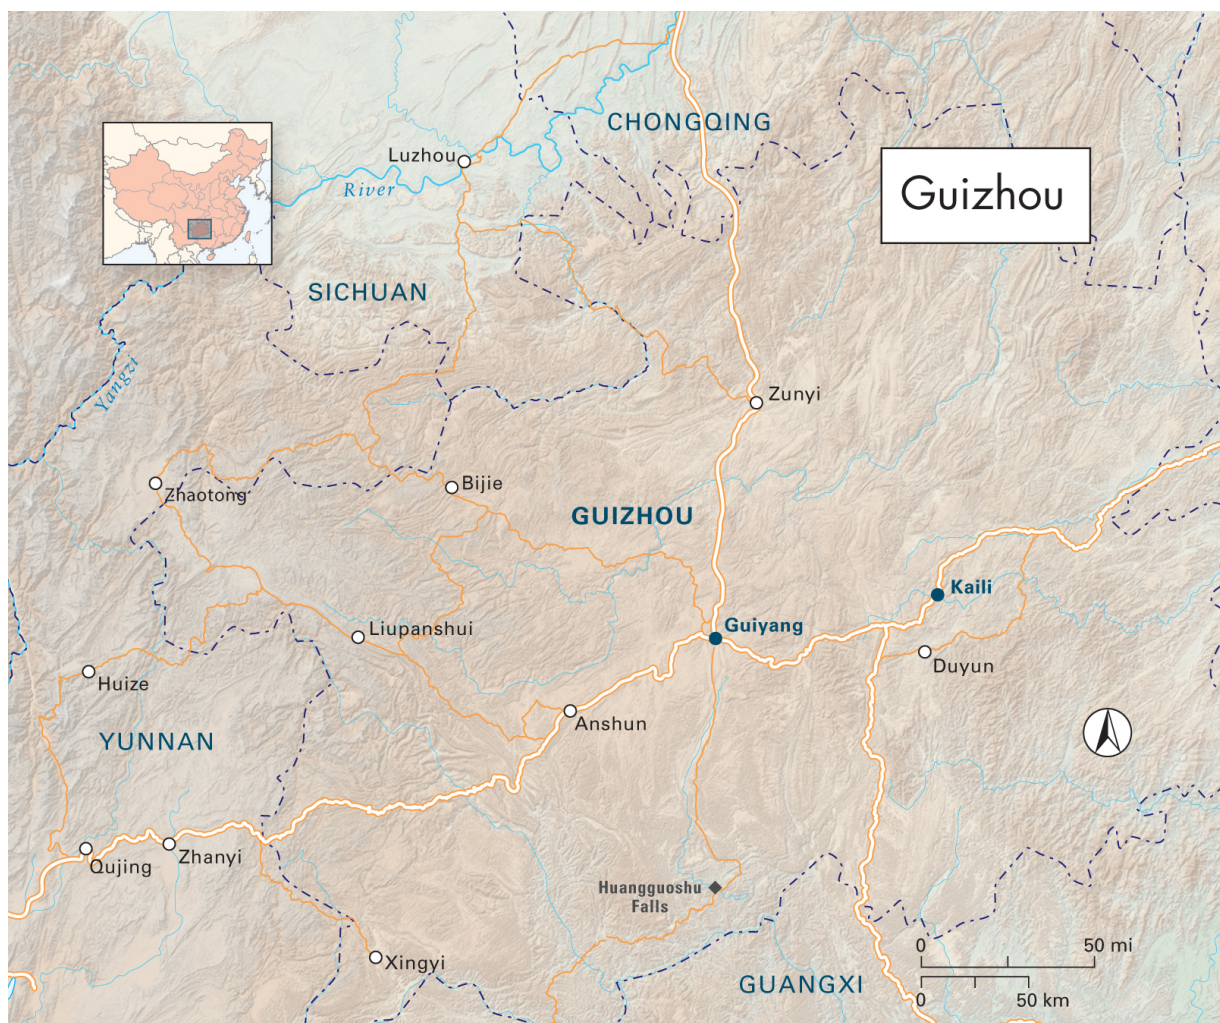 CHONGQING
Luzhou
River
Guizhou
SICHUAN
Yangzi
Zunyi
Zhaotong
Bijie
GUIZHOU
Kaili
Guiyang
Liupanshui
Duyun
Huize
Anshun
YUNNAN
Zhanyi
Qujing
Huangguoshu
Falls
Xingyi
GUANGXI
0 50 mi
0 50 km